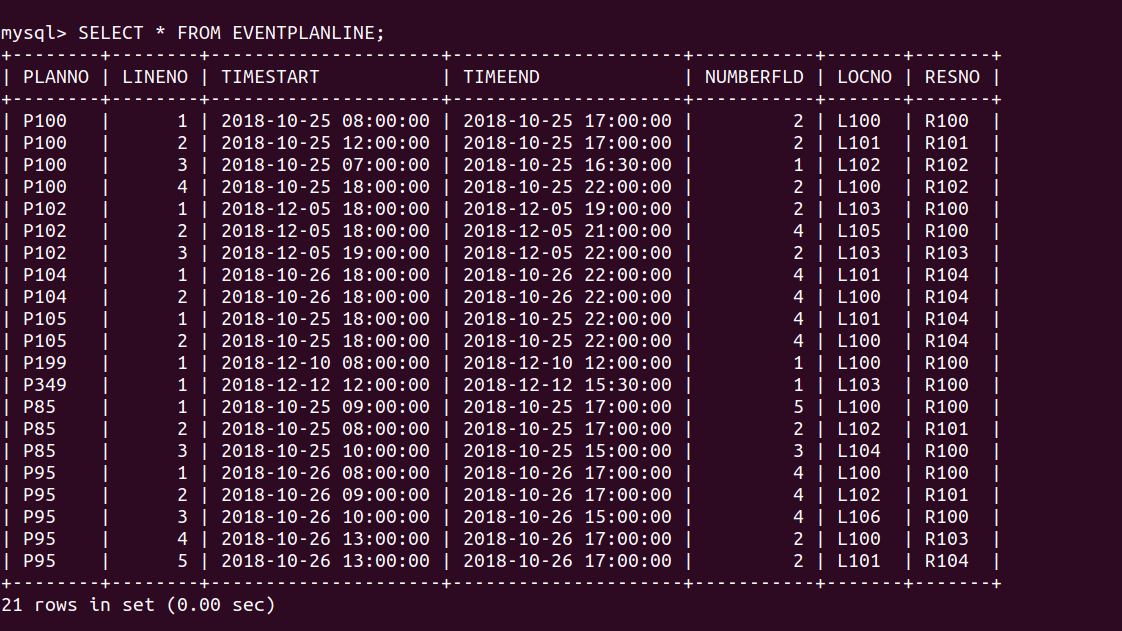 mysql> SELECT * FROM EVENTPLANLINE;
+--------+--------+---------------------+---------------------+-----------+-------+-------+
| PLANNO | LINENO | TIMESTART           | TIMEEND             | NUMBERFLD | LOCNO | RESNO |
+--------+--------+---------------------+---------------------+-----------+-------+-------+
| P100   |      1 | 2018-10-25 08:00:00 | 2018-10-25 17:00:00 |         2 | L100  | R100  |
| P100   |      2 | 2018-10-25 12:00:00 | 2018-10-25 17:00:00 |         2 | L101  | R101  |
| P100   |      3 | 2018-10-25 07:00:00 | 2018-10-25 16:30:00 |         1 | L102  | R102  |
| P100   |      4 | 2018-10-25 18:00:00 | 2018-10-25 22:00:00 |         2 | L100  | R102  |
| P102   |      1 | 2018-12-05 18:00:00 | 2018-12-05 19:00:00 |         2 | L103  | R100  |
| P102   |      2 | 2018-12-05 18:00:00 | 2018-12-05 21:00:00 |         4 | L105  | R100  |
| P102   |      3 | 2018-12-05 19:00:00 | 2018-12-05 22:00:00 |         2 | L103  | R103  |
| P104   |      1 | 2018-10-26 18:00:00 | 2018-10-26 22:00:00 |         4 | L101  | R104  |
| P104   |      2 | 2018-10-26 18:00:00 | 2018-10-26 22:00:00 |         4 | L100  | R104  |
| P105   |      1 | 2018-10-25 18:00:00 | 2018-10-25 22:00:00 |         4 | L101  | R104  |
| P105   |      2 | 2018-10-25 18:00:00 | 2018-10-25 22:00:00 |         4 | L100  | R104  |
| P199   |      1 | 2018-12-10 08:00:00 | 2018-12-10 12:00:00 |         1 | L100  | R100  |
| P349   |      1 | 2018-12-12 12:00:00 | 2018-12-12 15:30:00 |         1 | L103  | R100  |
| P85    |      1 | 2018-10-25 09:00:00 | 2018-10-25 17:00:00 |         5 | L100  | R100  |
| P85    |      2 | 2018-10-25 08:00:00 | 2018-10-25 17:00:00 |         2 | L102  | R101  |
| P85    |      3 | 2018-10-25 10:00:00 | 2018-10-25 15:00:00 |         3 | L104  | R100  |
| P95    |      1 | 2018-10-26 08:00:00 | 2018-10-26 17:00:00 |         4 | L100  | R100  |
| P95    |      2 | 2018-10-26 09:00:00 | 2018-10-26 17:00:00 |         4 | L102  | R101  |
| P95    |      3 | 2018-10-26 10:00:00 | 2018-10-26 15:00:00 |         4 | L106  | R100  |
| P95    |      4 | 2018-10-26 13:00:00 | 2018-10-26 17:00:00 |         2 | L100  | R103  |
| P95    |      5 | 2018-10-26 13:00:00 | 2018-10-26 17:00:00 |         2 | L101  | R104  |
+--------+--------+---------------------+---------------------+-----------+-------+-------+
21 rows in set (0.00 sec)